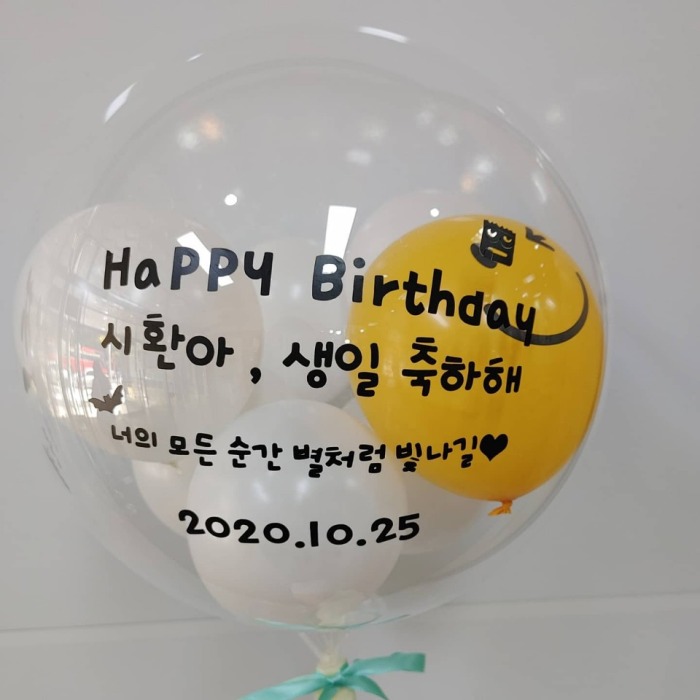 HaPPY Birthday
시환아, 생일 축하해
너의 모든 순간 별처럼 빛나길♥
2020.10.25